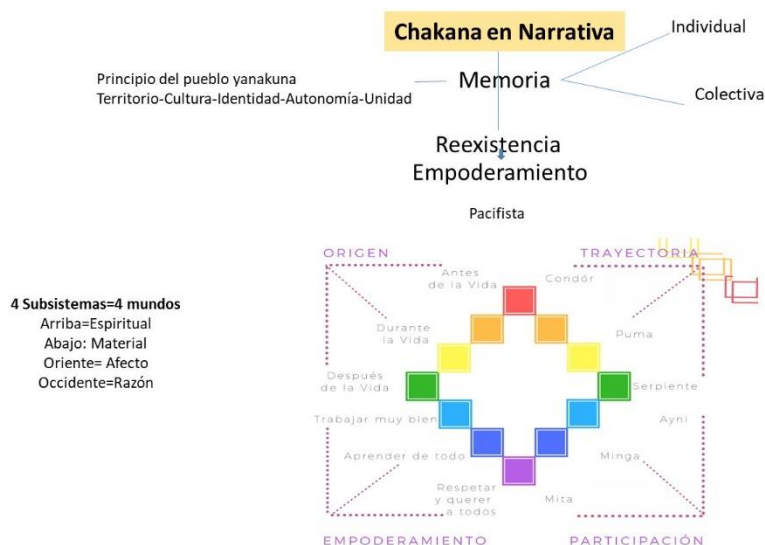 Chakana en Narrativa
Individual
Principio del pueblo yanakuna
Territorio-Cultura-Identidad-Autonomía-Unidad
Memoria
Colectiva
Reexistencia
Empoderamiento
Pacifista
4 Subsistemas=4 mundos
Arriba=Espiritual
Abajo: Material
Oriente= Afecto
Occidente=Razón
ORIGEN
TRAYECTORIA
Antes
de la Vida
Condór
Durante
la Vida
Puma
Después
de la Vida
Serpiente
Trabajar muy bien
Ayni
Aprender de todo
Minga
Respetar
y querer
a todos
Mita
EMPODERAMIENTO
PARTICIPACIÓN